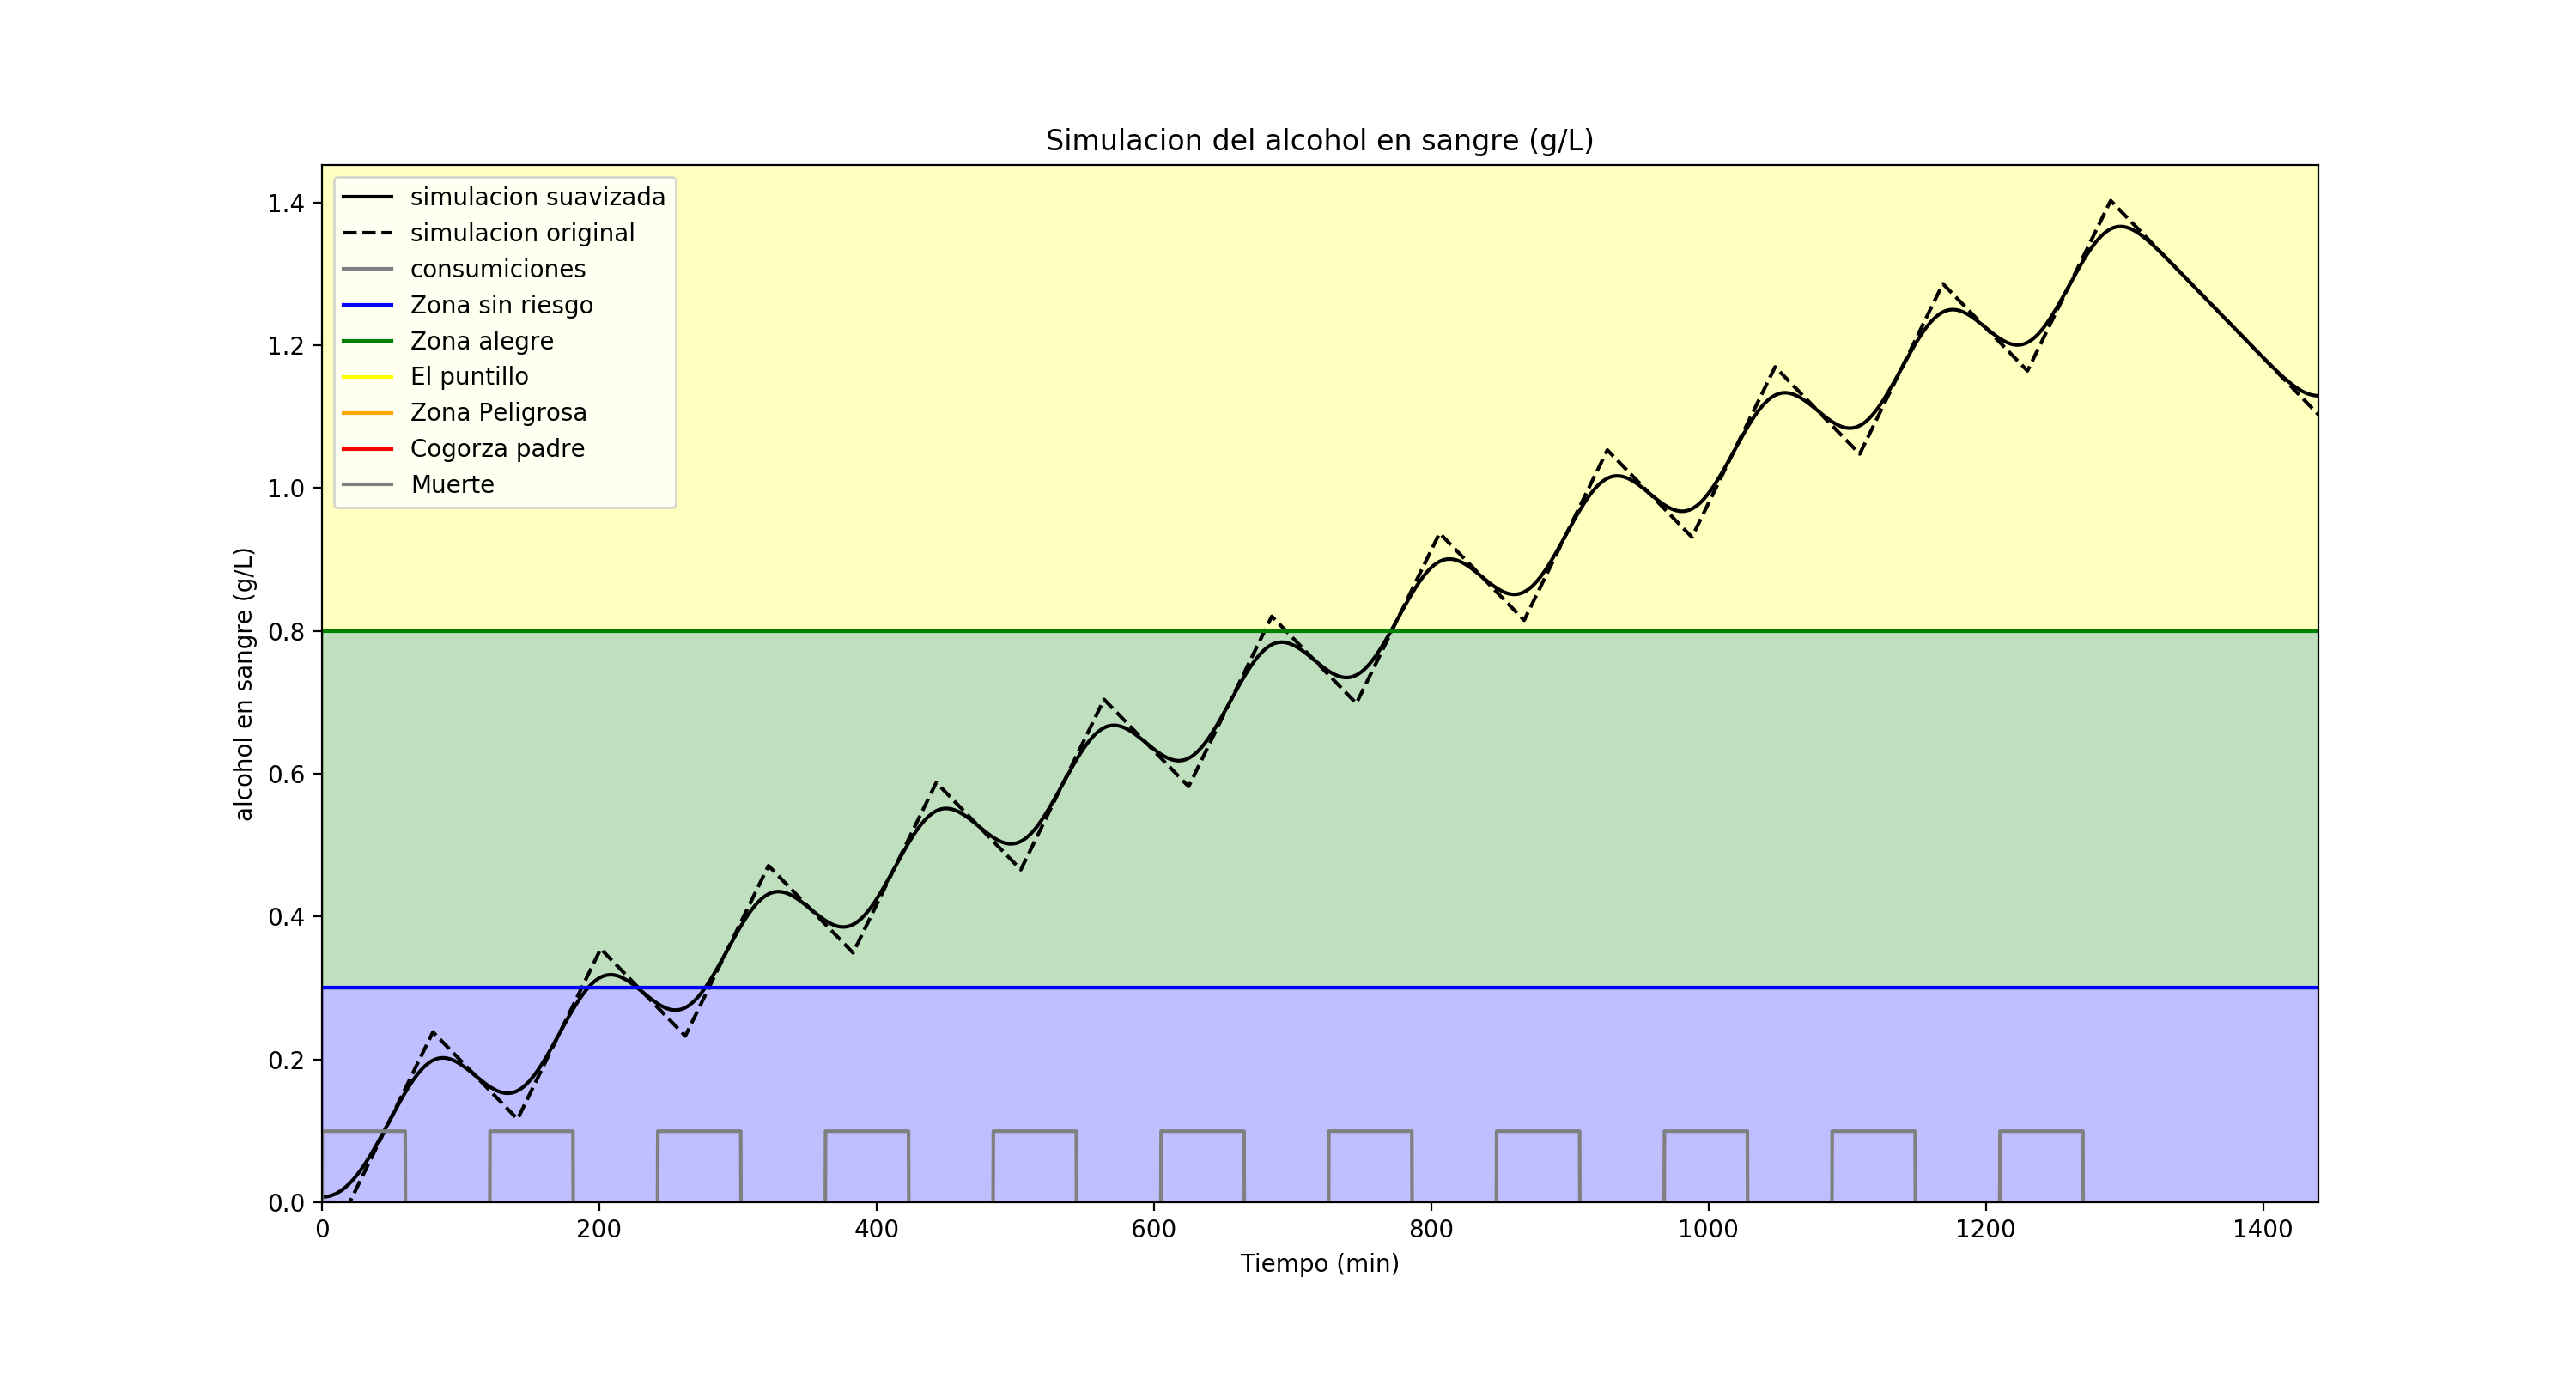 Simulacion del alcohol en sangre (g/L)
simulacion suavizada
simulacion original
consumiciones
Zona sin riesgo
Zona alegre
El puntillo
Zona Peligrosa
Cogorza padre
Muerte
1.4
1.2
1.0
0.8
0.6
0.4
0.2
0.0
alcohol en sangre (g/L)
0 200 400 600 800 1000 1200 1400
Tiempo (min)